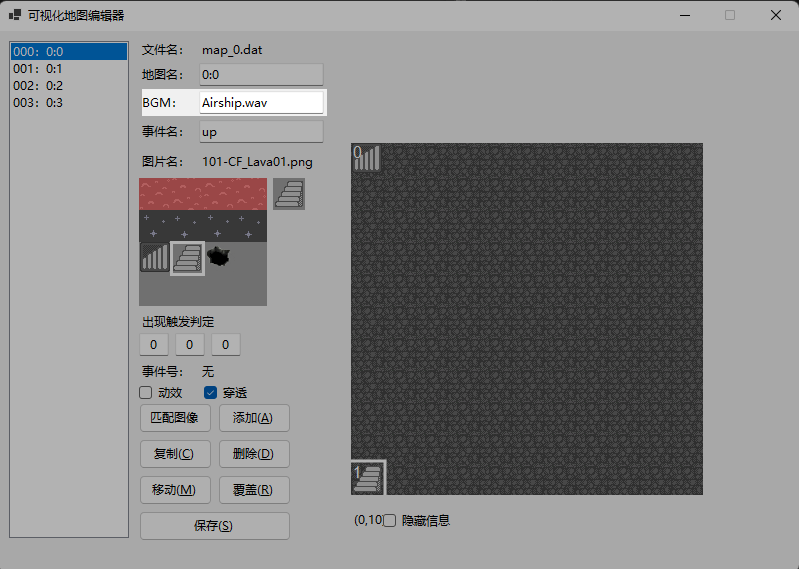 可视化地图编辑器
000：0:0
001：0:1
002：0:2
003：0:3
文件名： map_0.dat
地图名： 0:0
BGM： Airship.wav
事件名： up
图片名： 101-CF_Lava01.png
出现触发判定
0 0 0
事件号： 无
动效 穿透
匹配图像 添加(A)
复制(C) 删除(D)
移动(M) 覆盖(R)
保存(S)
0
1
(0,10 隐藏信息